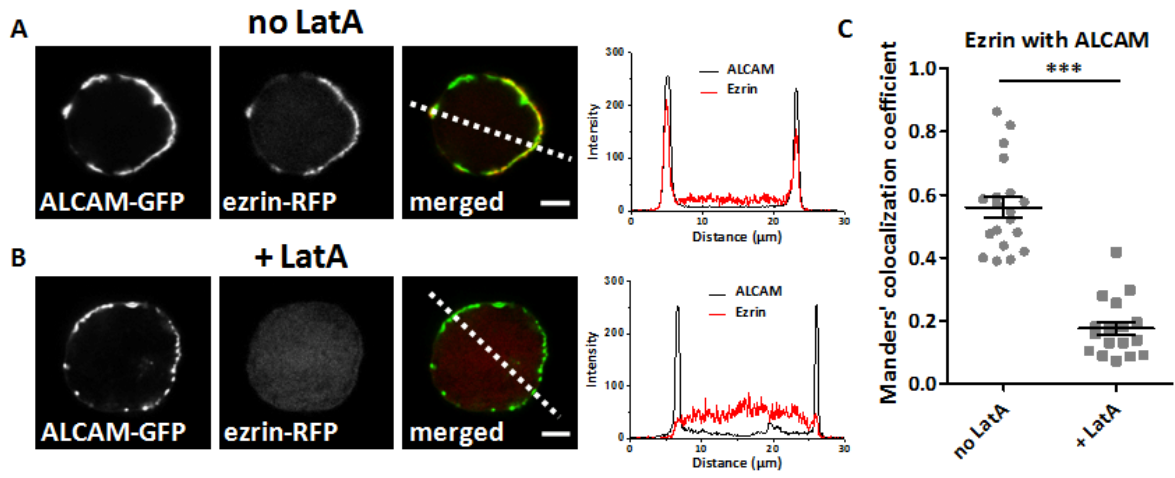 A
no LatA
ALCAM-GFP
ezrin-RFP
merged
300
200
100
0
Intensity
ALCAM
Ezrin
0 10 20 30
Distance (μm)
B
+ LatA
ALCAM-GFP
ezrin-RFP
merged
300
200
100
0
Intensity
ALCAM
Ezrin
0 10 20 30
Distance (μm)
C
Ezrin with ALCAM
***
Manders' colocalization coefficient
1.0
0.8
0.6
0.4
0.2
0.0
no LatA
+ LatA